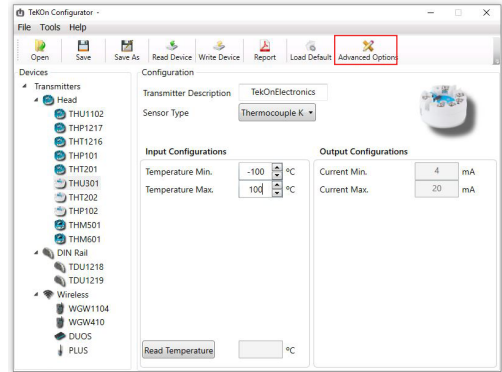 TeKOn Configurator -
File Tools Help
Open Save Save As Read Device Write Device Report Load Default Advanced Options
Devices
Transmitters
Head
THU1102
THP1217
THT1216
THP101
THT201
THU301
THT202
THP102
THM501
THM601
DIN Rail
TDU1218
TDU1219
Wireless
WGW1104
WGW410
DUOS
PLUS
Configuration
Transmitter Description TekOnElectronics
Sensor Type Thermocouple K
Input Configurations
Temperature Min. -100 ºC
Temperature Max. 100 ºC
Read Temperature ºC
Output Configurations
Current Min. 4 mA
Current Max. 20 mA